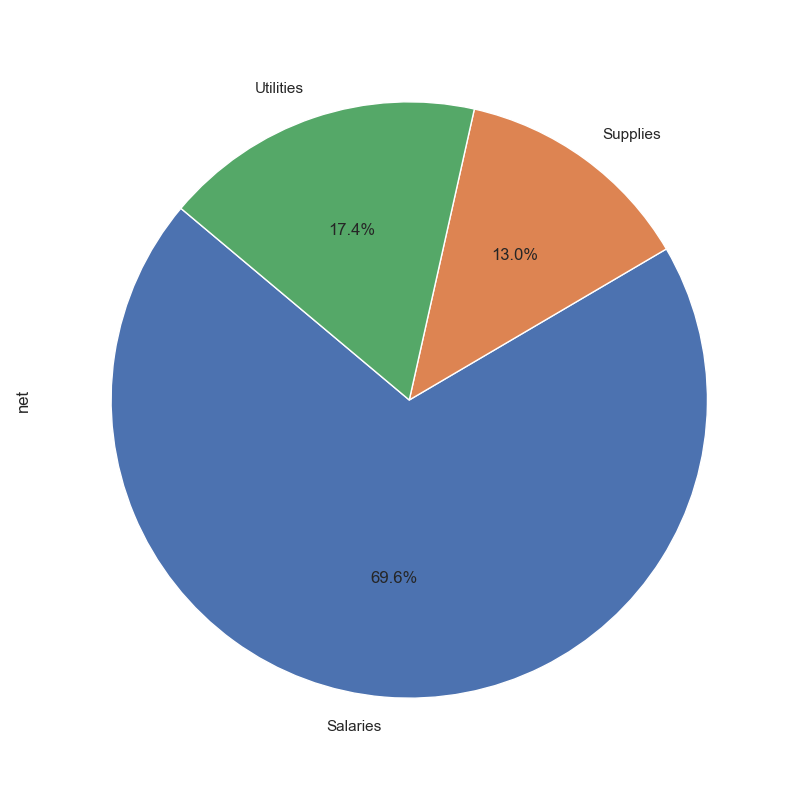 Utilities
Supplies
17.4%
13.0%
net
69.6%
Salaries